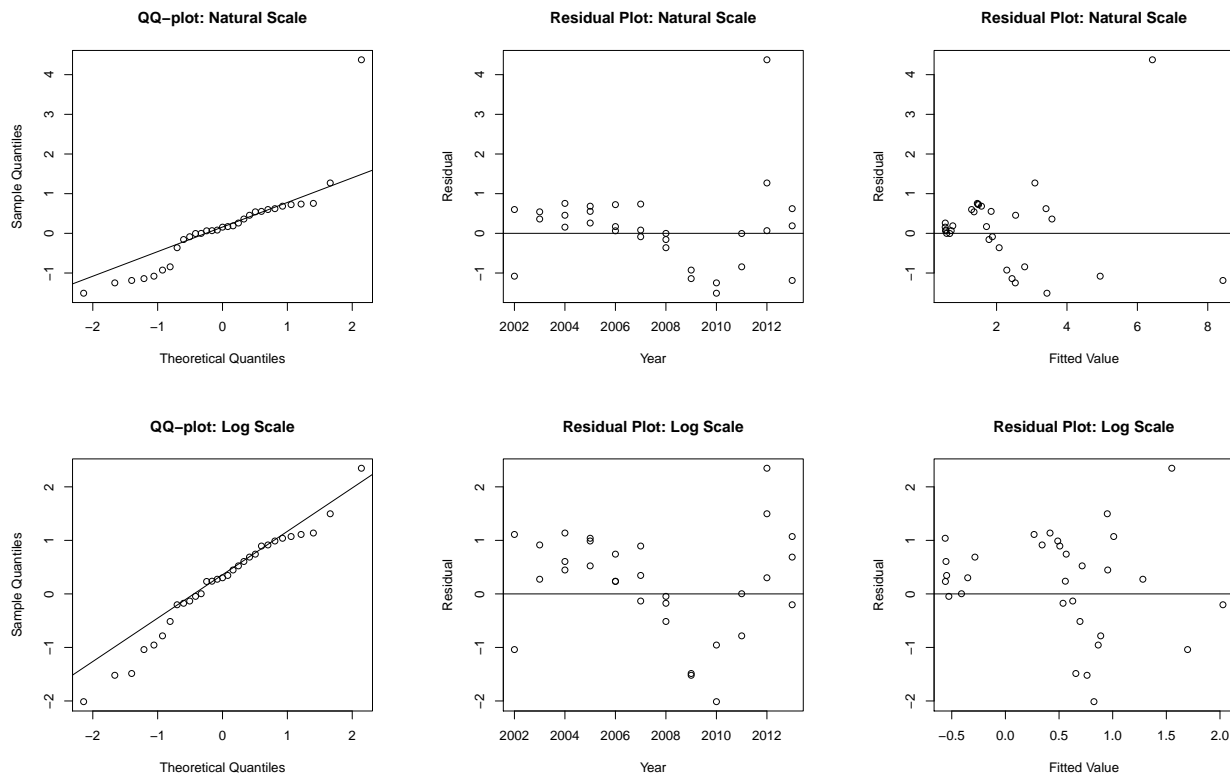 QQ−plot: Natural Scale
Sample Quantiles
4
3
2
1
0
−1
−2 −1 0 1 2
Theoretical Quantiles
Residual Plot: Natural Scale
Residual
4
3
2
1
0
−1
2002 2004 2006 2008 2010 2012
Year
Residual Plot: Natural Scale
Residual
4
3
2
1
0
−1
2 4 6 8
Fitted Value
QQ−plot: Log Scale
Sample Quantiles
2
1
0
−1
−2
−2 −1 0 1 2
Theoretical Quantiles
Residual Plot: Log Scale
Residual
2
1
0
−1
−2
2002 2004 2006 2008 2010 2012
Year
Residual Plot: Log Scale
Residual
2
1
0
−1
−2
−0.5 0.0 0.5 1.0 1.5 2.0
Fitted Value